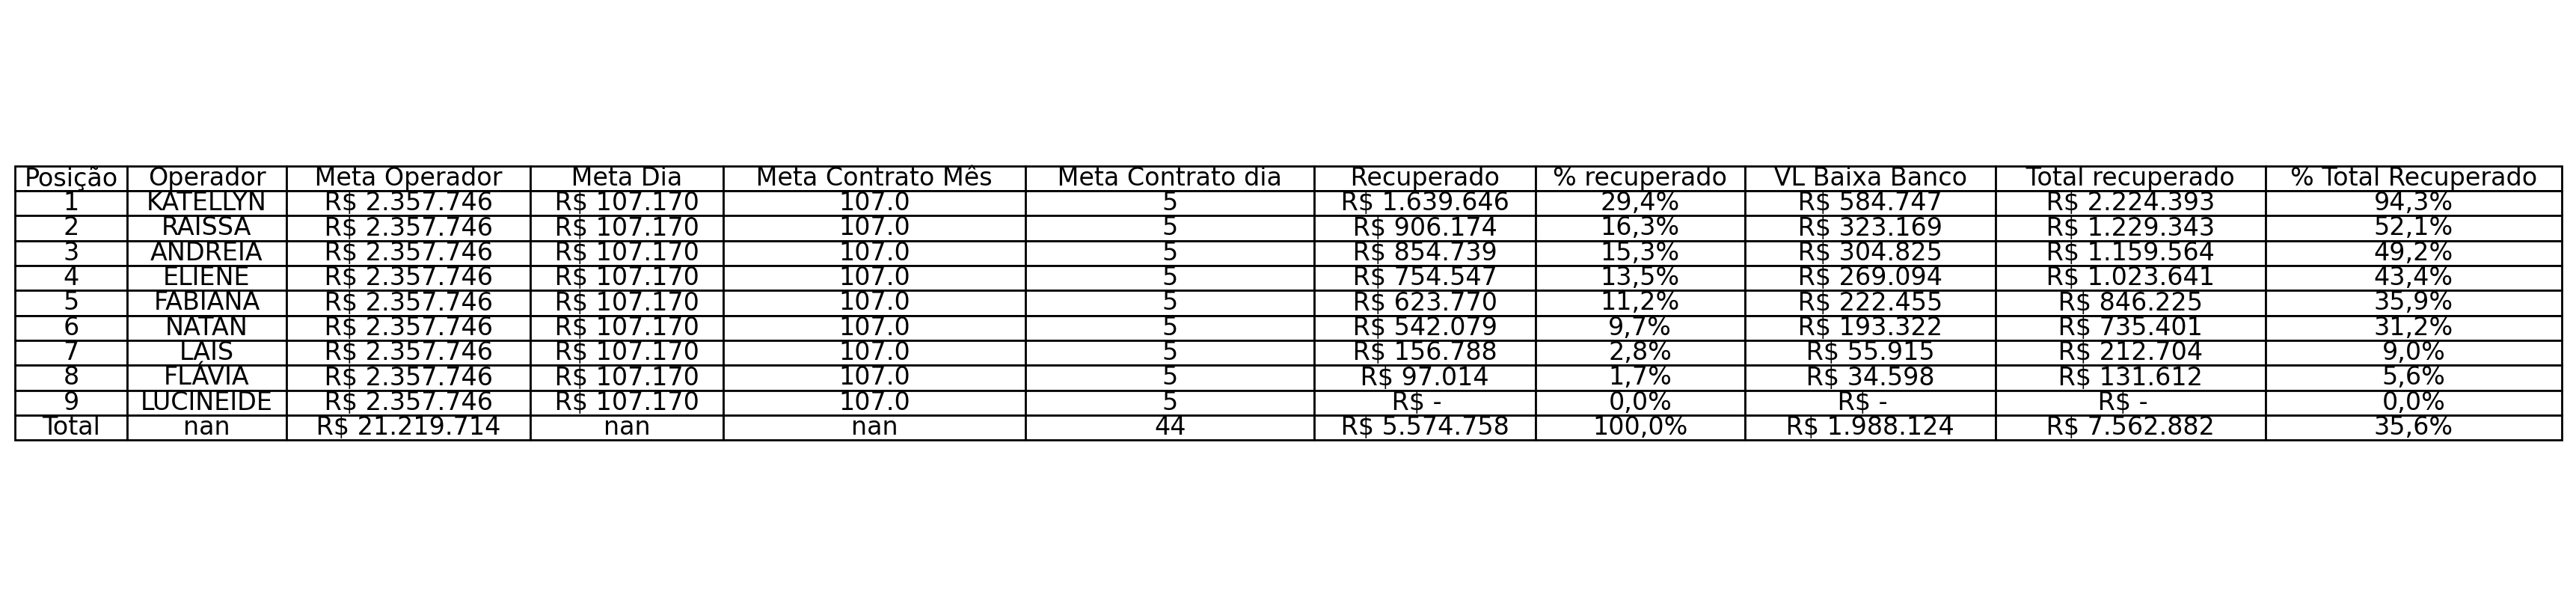 Posição Operador Meta Operador Meta Dia Meta Contrato Mês Meta Contrato dia Recuperado % recuperado VL Baixa Banco Total recuperado % Total Recuperado
1 KATELLYN R$ 2.357.746 R$ 107.170 107.0 5 R$ 1.639.646 29,4% R$ 584.747 R$ 2.224.393 94,3%
2 RAISSA R$ 2.357.746 R$ 107.170 107.0 5 R$ 906.174 16,3% R$ 323.169 R$ 1.229.343 52,1%
3 ANDREIA R$ 2.357.746 R$ 107.170 107.0 5 R$ 854.739 15,3% R$ 304.825 R$ 1.159.564 49,2%
4 ELIENE R$ 2.357.746 R$ 107.170 107.0 5 R$ 754.547 13,5% R$ 269.094 R$ 1.023.641 43,4%
5 FABIANA R$ 2.357.746 R$ 107.170 107.0 5 R$ 623.770 11,2% R$ 222.455 R$ 846.225 35,9%
6 NATAN R$ 2.357.746 R$ 107.170 107.0 5 R$ 542.079 9,7% R$ 193.322 R$ 735.401 31,2%
7 LAIS R$ 2.357.746 R$ 107.170 107.0 5 R$ 156.788 2,8% R$ 55.915 R$ 212.704 9,0%
8 FLÁVIA R$ 2.357.746 R$ 107.170 107.0 5 R$ 97.014 1,7% R$ 34.598 R$ 131.612 5,6%
9 LUCINEIDE R$ 2.357.746 R$ 107.170 107.0 5 R$ - 0,0% R$ - R$ - 0,0%
Total nan R$ 21.219.714 nan nan 44 R$ 5.574.758 100,0% R$ 1.988.124 R$ 7.562.882 35,6%